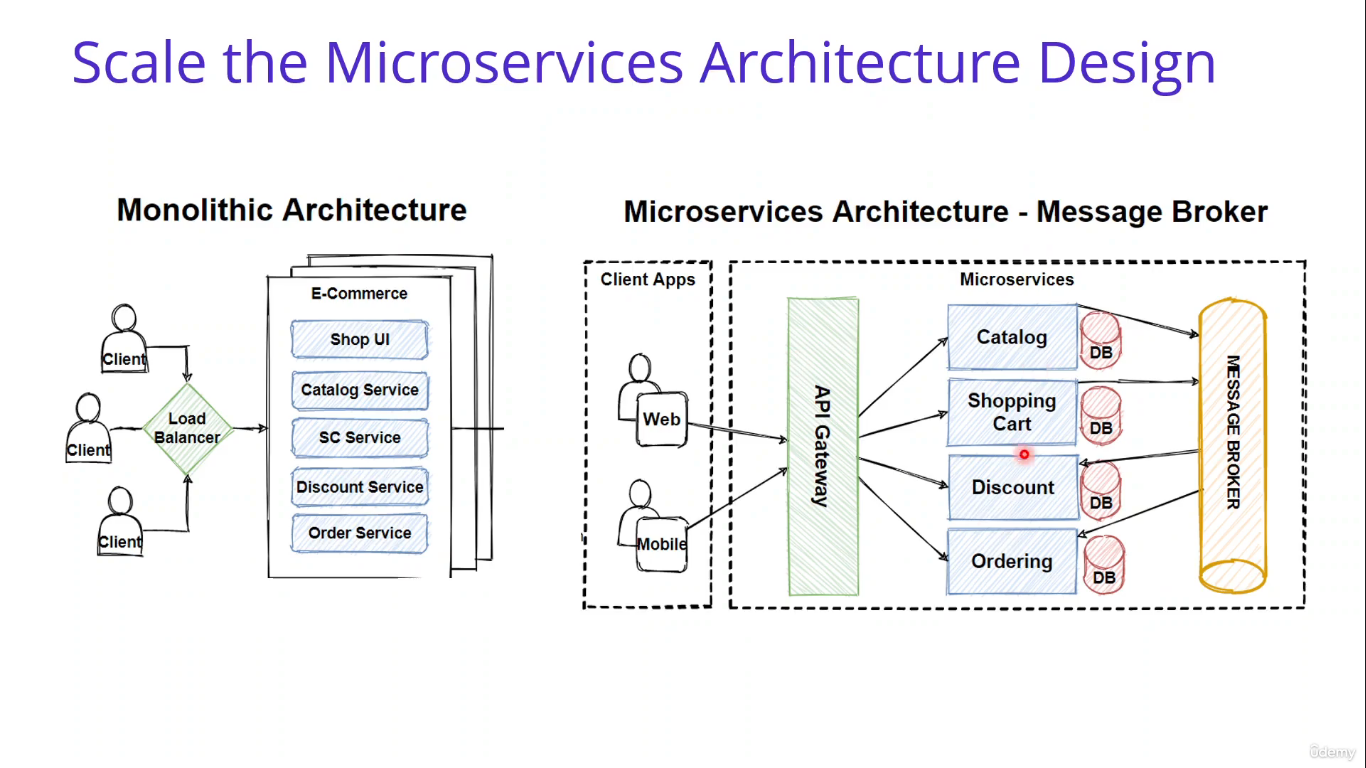 Scale the Microservices Architecture Design
Monolithic Architecture
Client
Client
Client
Load
Balancer
E-Commerce
Shop UI
Catalog Service
SC Service
Discount Service
Order Service
Microservices Architecture - Message Broker
Client Apps
Web
Mobile
Microservices
API Gateway
Catalog
DB
Shopping
Cart
DB
Discount
DB
Ordering
DB
MESSAGE BROKER
ûdemy